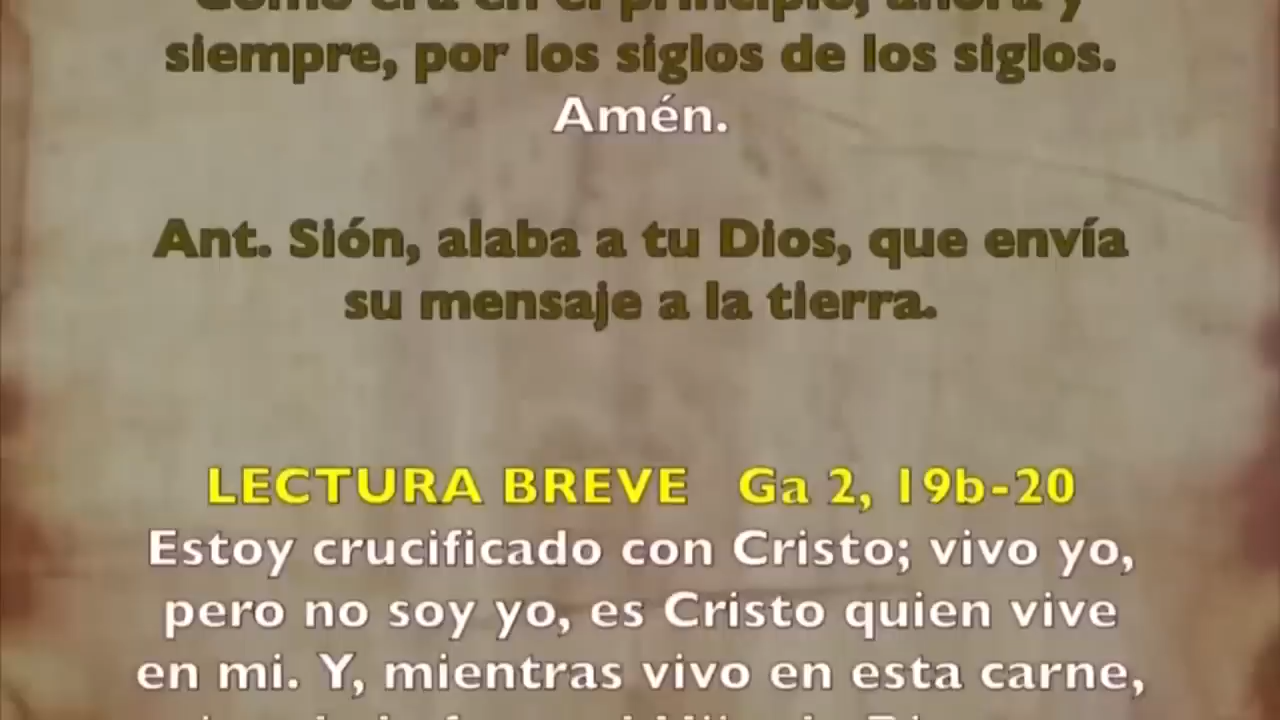 Como era en el principio, ahora y
siempre, por los siglos de los siglos.
Amén.
Ant. Sión, alaba a tu Dios, que envía
su mensaje a la tierra.
LECTURA BREVE Ga 2, 19b-20
Estoy crucificado con Cristo; vivo yo,
pero no soy yo, es Cristo quien vive
en mi. Y, mientras vivo en esta carne,